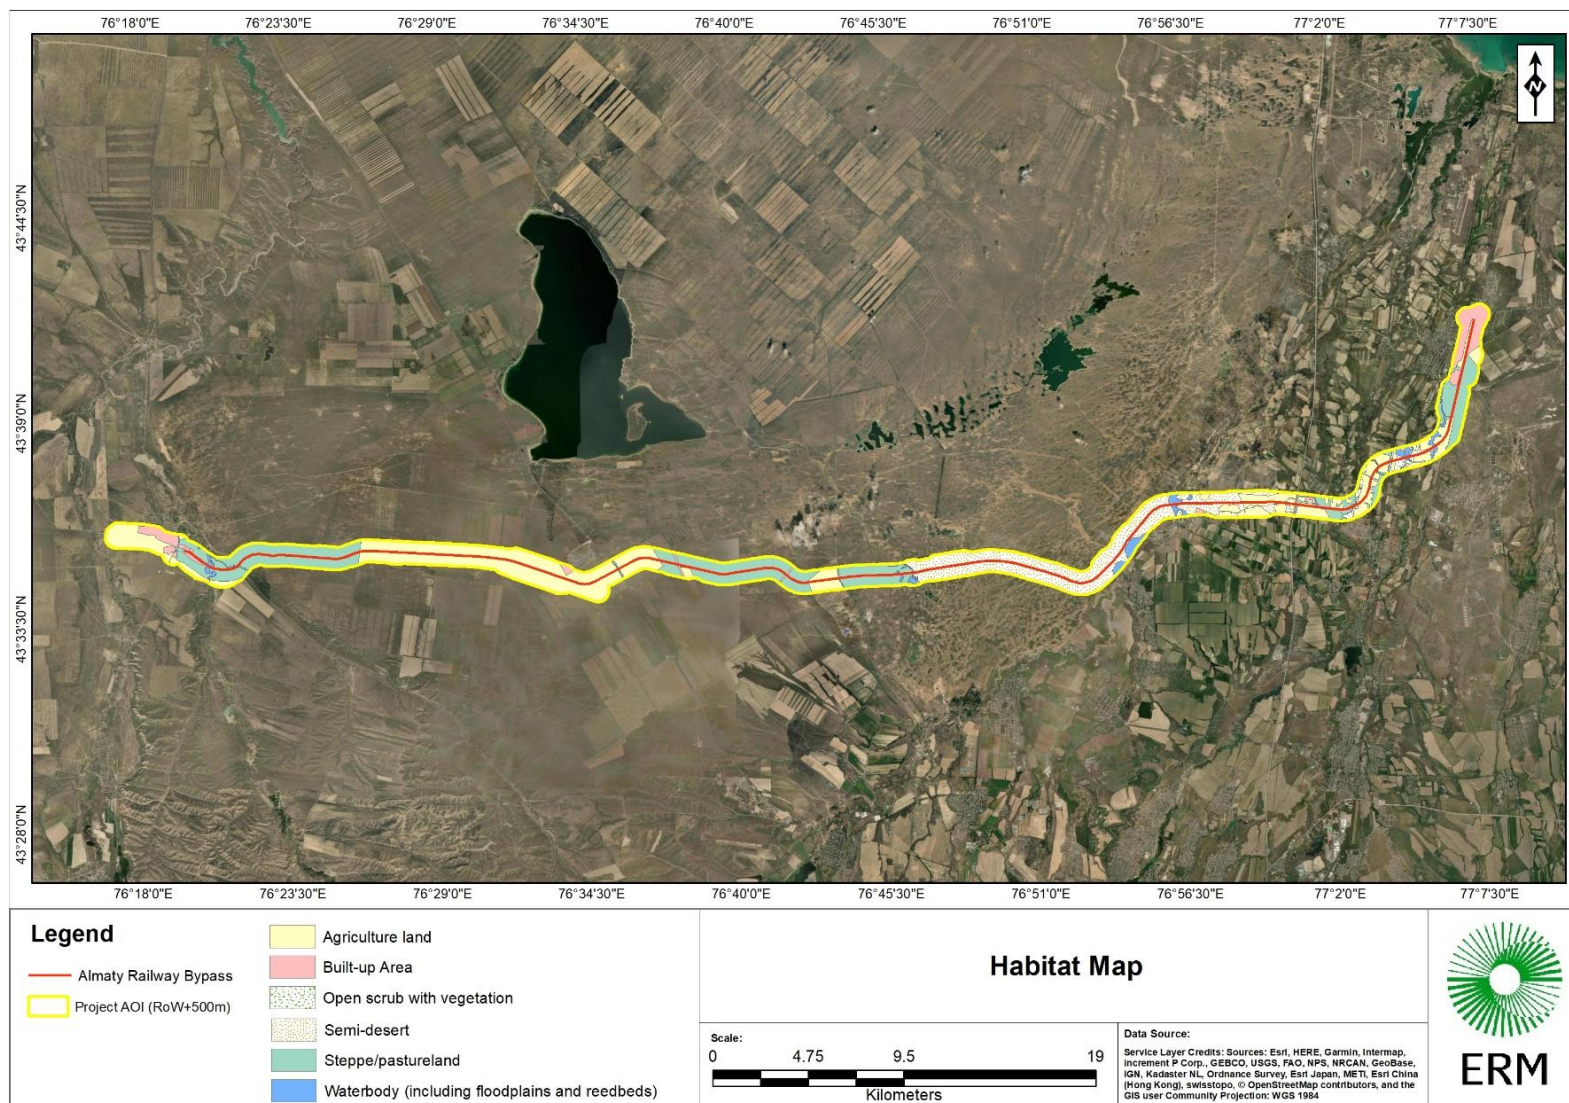 76°18'0"E 76°23'30"E 76°29'0"E 76°34'30"E 76°40'0"E 76°45'30"E 76°51'0"E 76°56'30"E 77°2'0"E 77°7'30"E
N
43°44'30"N
43°39'0"N
43°33'30"N
43°28'0"N
76°18'0"E 76°23'30"E 76°29'0"E 76°34'30"E 76°40'0"E 76°45'30"E 76°51'0"E 76°56'30"E 77°2'0"E 77°7'30"E
Legend
Almaty Railway Bypass
Project AOI (RoW+500m)
Agriculture land
Built-up Area
Open scrub with vegetation
Semi-desert
Steppe/pastureland
Waterbody (including floodplains and reedbeds)
Habitat Map
Scale:
0 4.75 9.5 19
Kilometers
Data Source:
Service Layer Credits: Sources: Esri, HERE, Garmin, Intermap,
increment P Corp., GEBCO, USGS, FAO, NPS, NRCAN, GeoBase,
IGN, Kadaster NL, Ordnance Survey, Esri Japan, METI, Esri China
(Hong Kong), swisstopo, © OpenStreetMap contributors, and the
GIS user Community Projection: WGS 1984
ERM